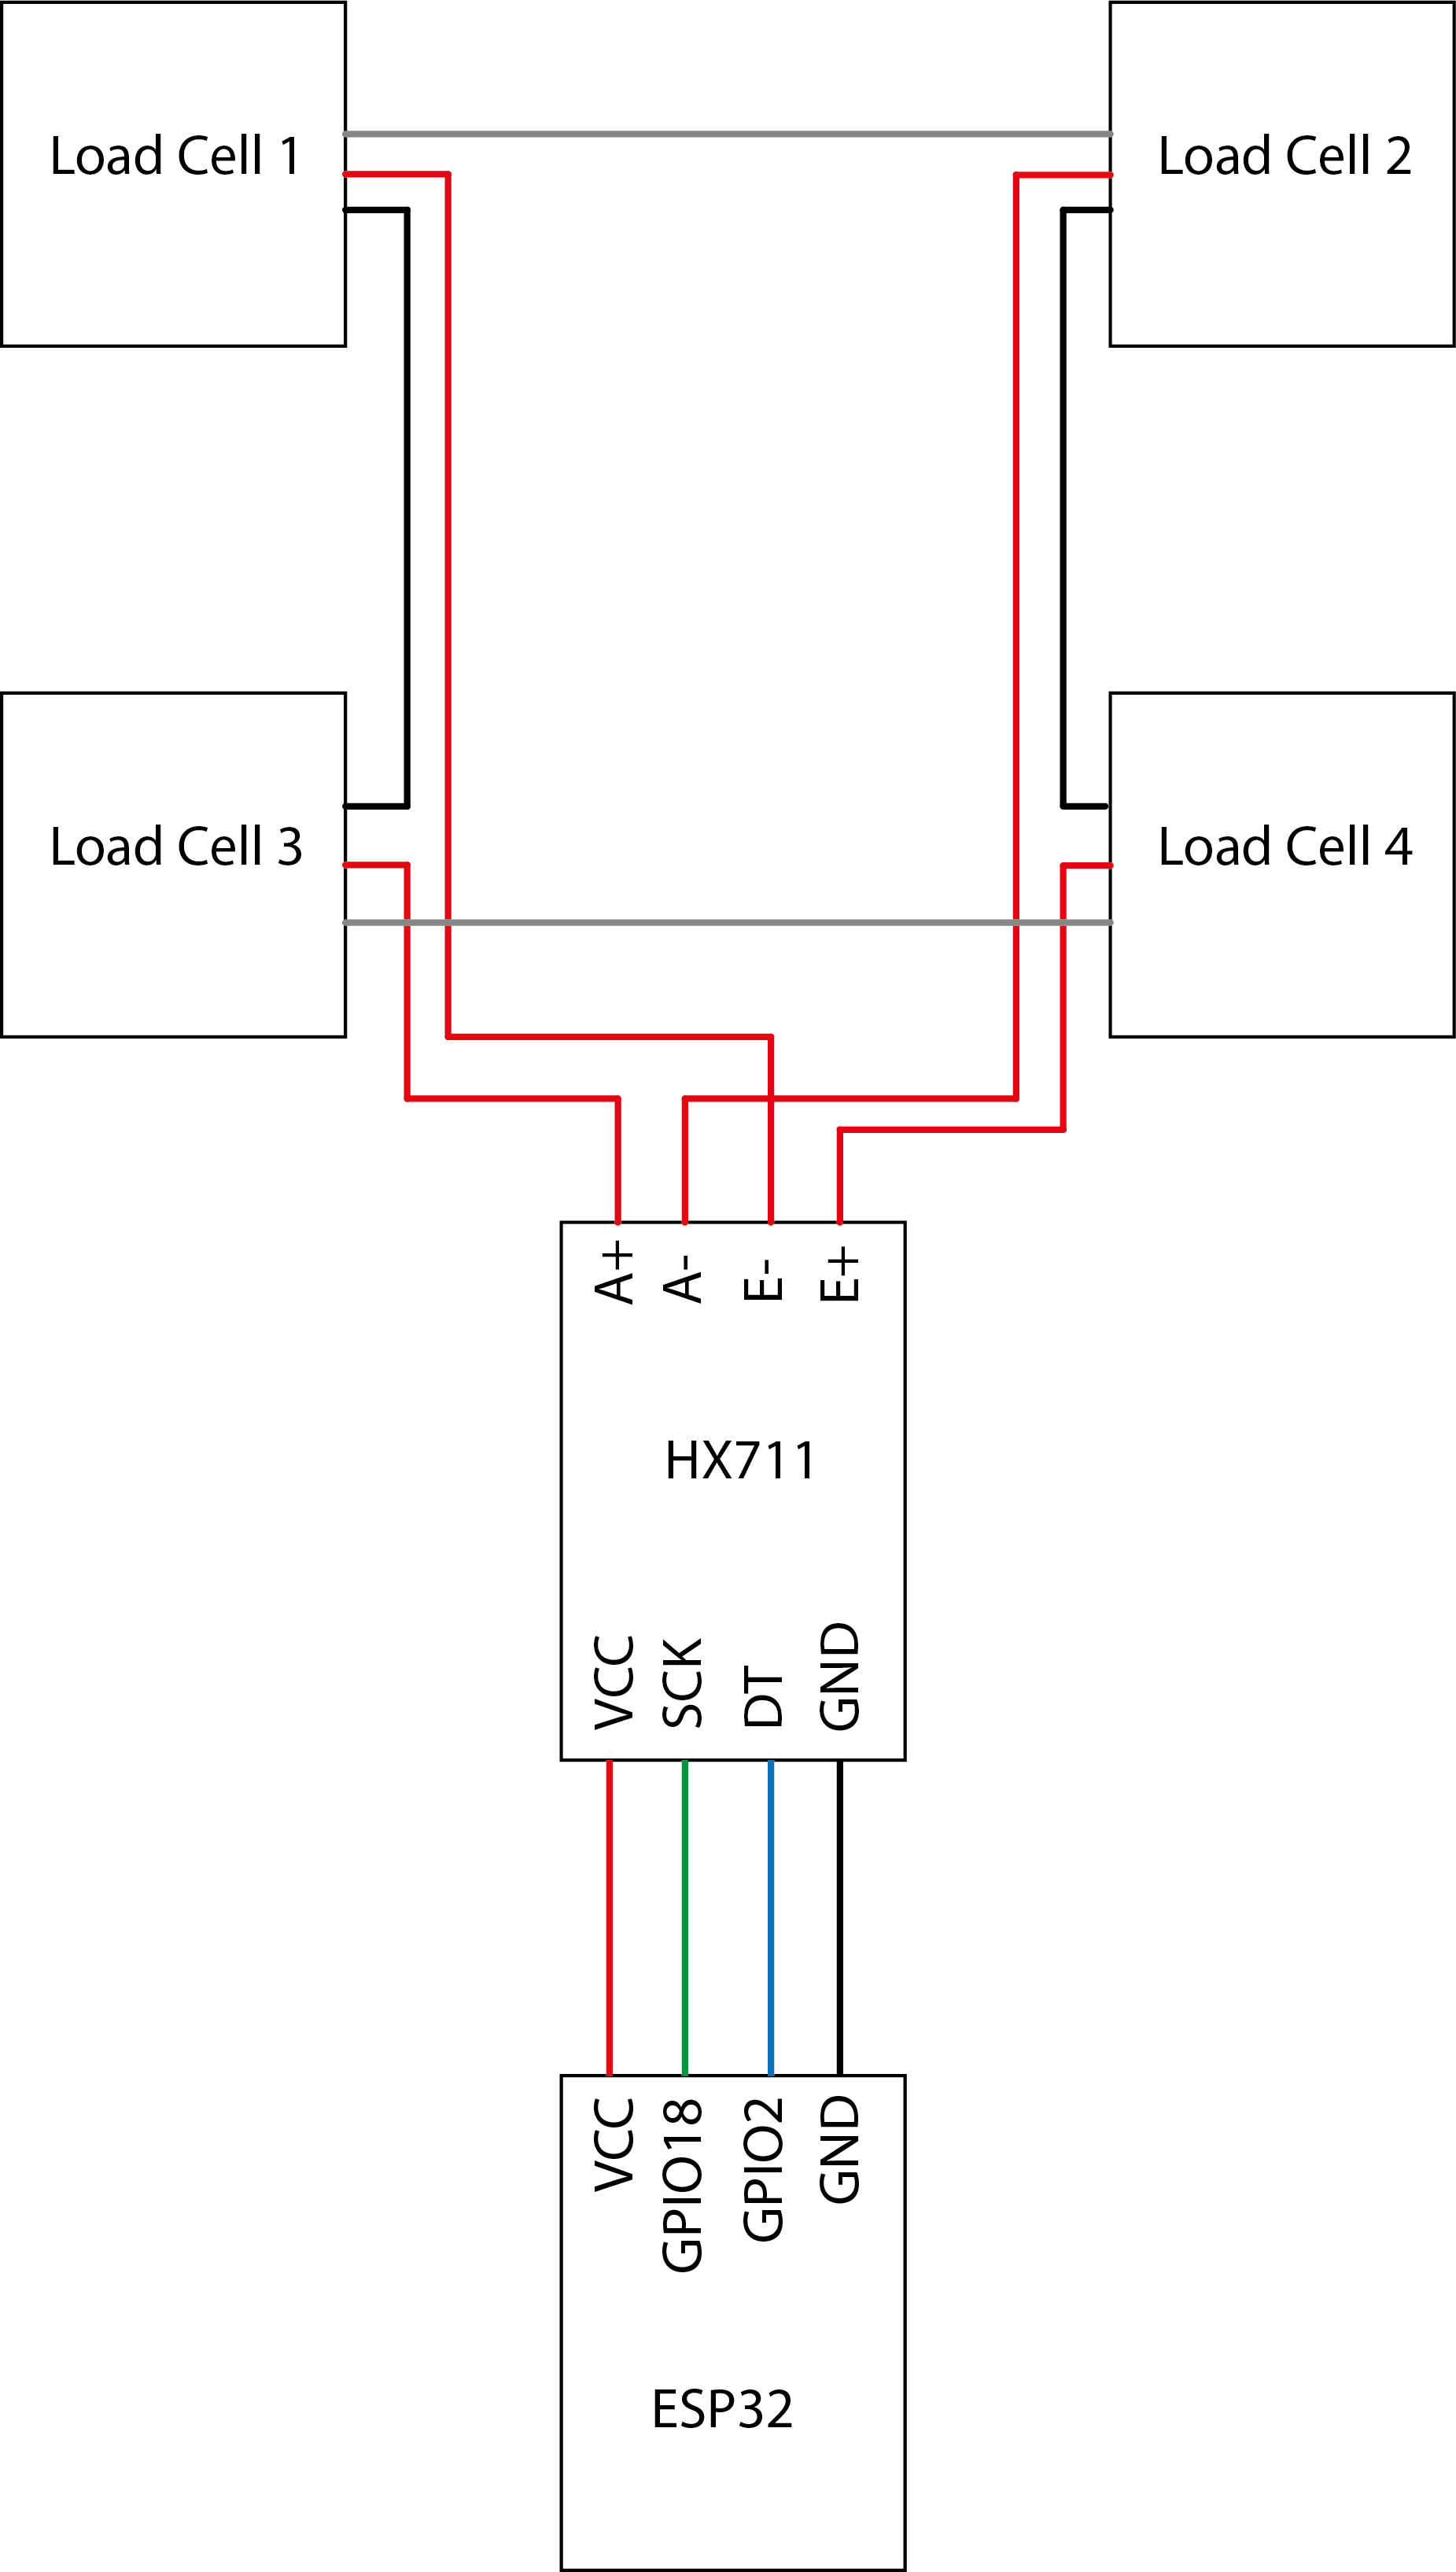 Load Cell 1
Load Cell 2
Load Cell 3
Load Cell 4
A+
A-
E-
E+
HX711
VCC
SCK
DT
GND
VCC
GPIO18
GPIO2
GND
ESP32